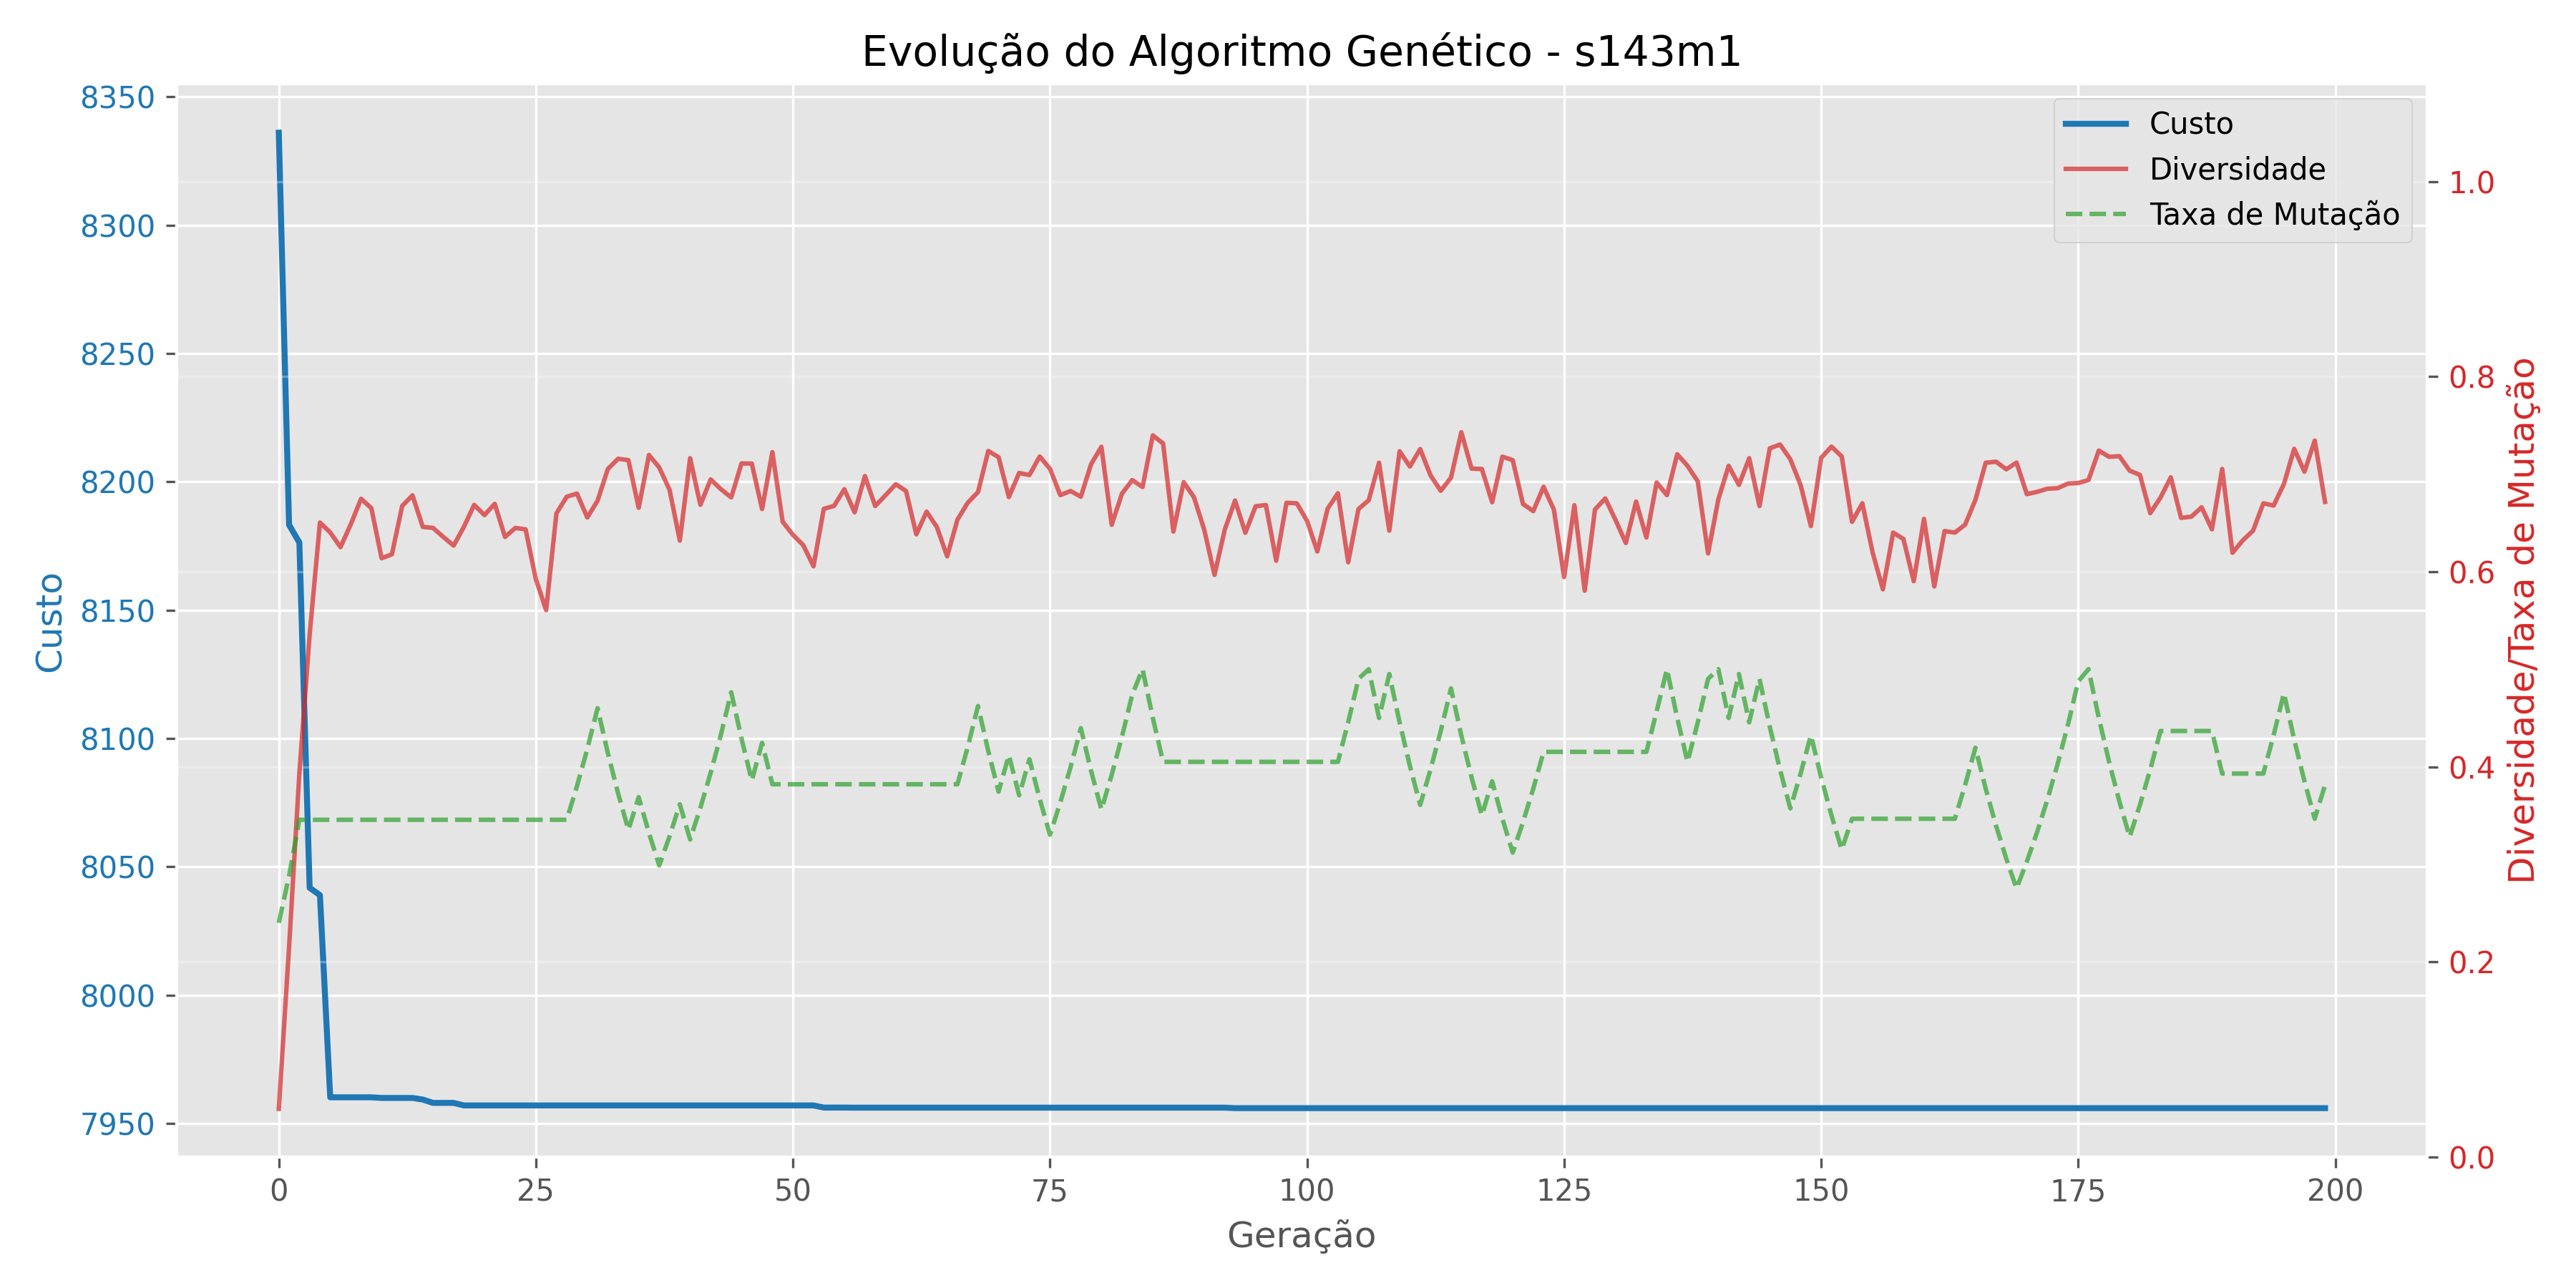 Evolução do Algoritmo Genético - s143m1
Custo
Diversidade
Taxa de Mutação
8350
8300
8250
8200
8150
8100
8050
8000
7950
Custo
1.0
0.8
0.6
0.4
0.2
0.0
Diversidade/Taxa de Mutação
0 25 50 75 100 125 150 175 200
Geração